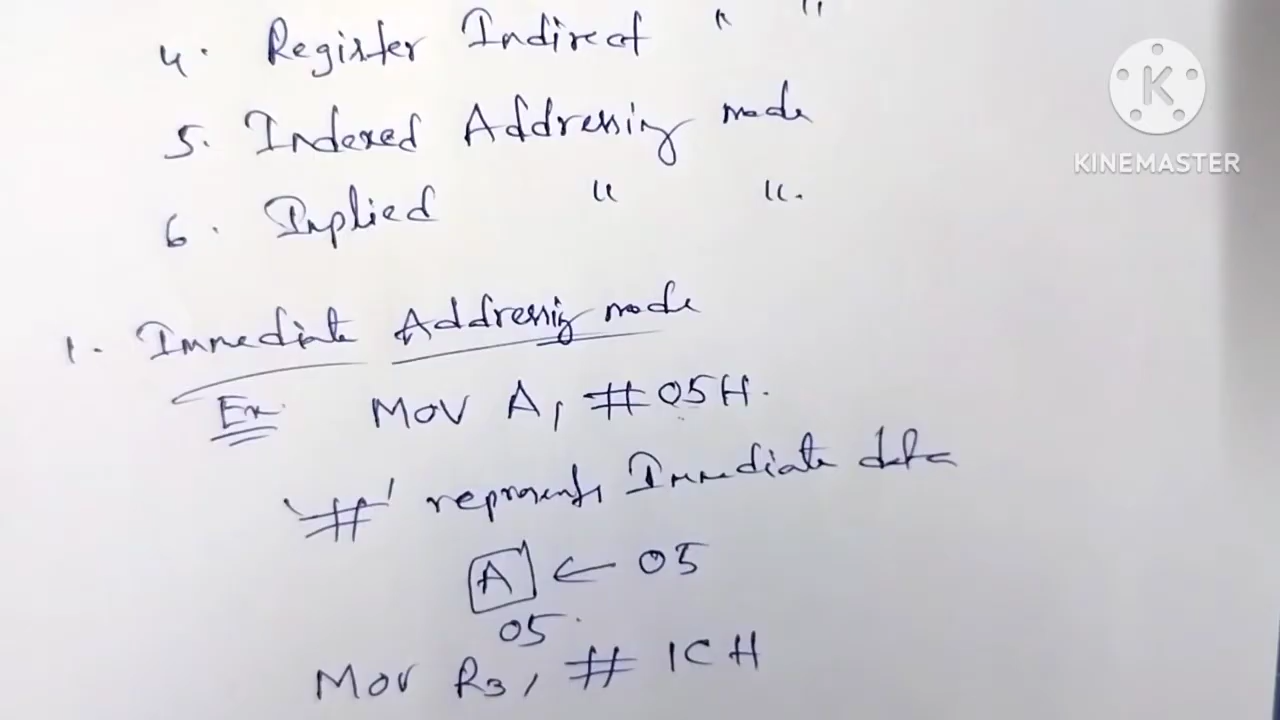 4. Register Indirect " "
5. Indexed Addressing mode
6. Implied " ".
K
KINEMASTER
1. Immediate Addressing mode
Ex MOV A, #05H.
'#' represents Immediate data
A ← 05
05
Mov R3, # 1CH